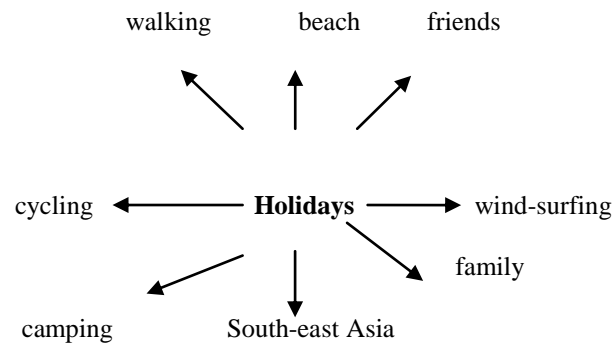 walking
beach
friends
cycling
Holidays
wind-surfing
family
camping
South-east Asia